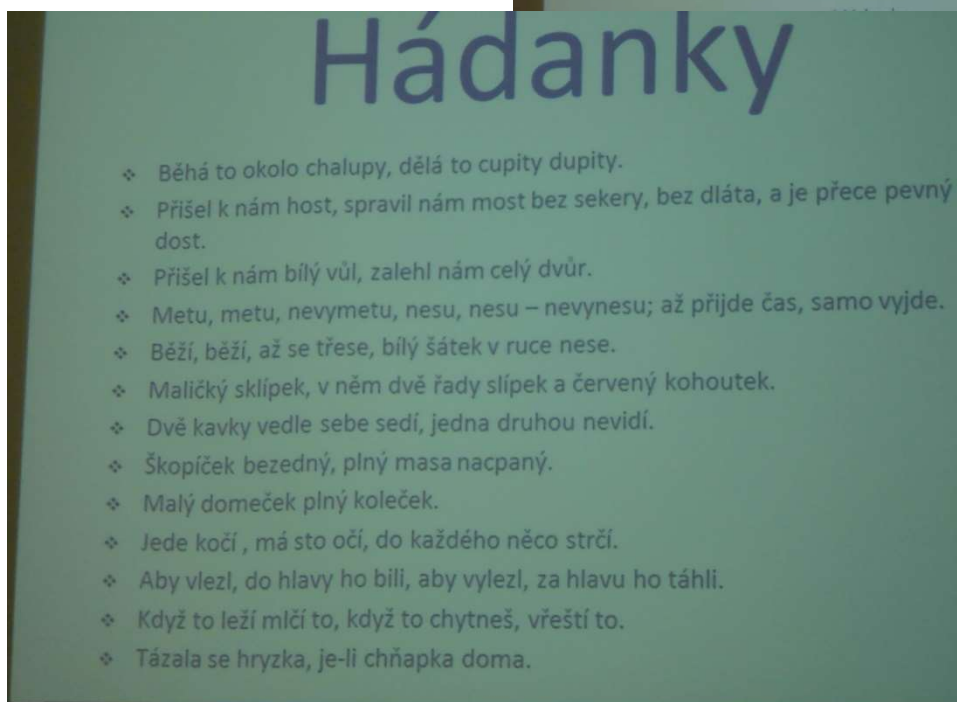 Hádanky
❖ Běhá to okolo chalupy, dělá to cupity dupity.
❖ Přišel k nám host, spravil nám most bez sekery, bez dláta, a je přece pevný
dost.
❖ Přišel k nám bílý vůl, zalehl nám celý dvůr.
❖ Metu, metu, nevymetu, nesu, nesu – nevynesu; až přijde čas, samo vyjde.
❖ Běží, běží, až se třese, bílý šátek v ruce nese.
❖ Maličký sklípek, v něm dvě řady slípek a červený kohoutek.
❖ Dvě kavky vedle sebe sedí, jedna druhou nevidí.
❖ Škopíček bezedný, plný masa nacpaný.
❖ Malý domeček plný koleček.
❖ Jede kočí , má sto očí, do každého něco strčí.
❖ Aby vlezl, do hlavy ho bili, aby vylezl, za hlavu ho táhli.
❖ Když to leží mlčí to, když to chytneš, vřeští to.
❖ Tázala se hryzka, je-li chňapka doma.